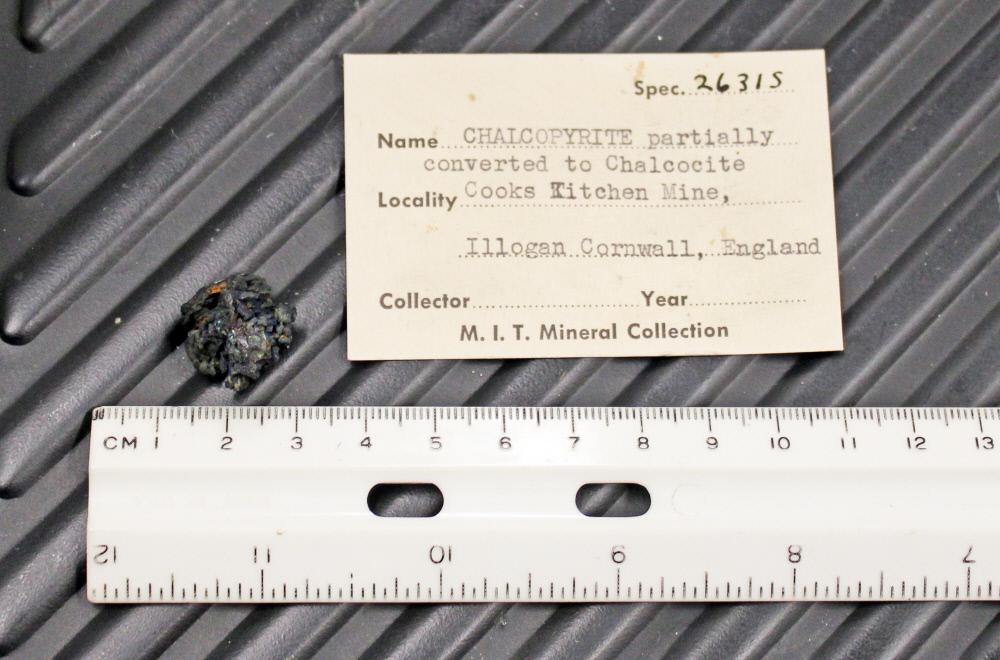 Spec. 26315
Name CHALCOPYRITE partially
converted to Chalcocite
Locality Cooks Kitchen Mine,
Illogan Cornwall, England
Collector Year
M. I. T. Mineral Collection
CM 1 2 3 4 5 6 7 8 9 10 11 12 13
12 11 10 9 8 7